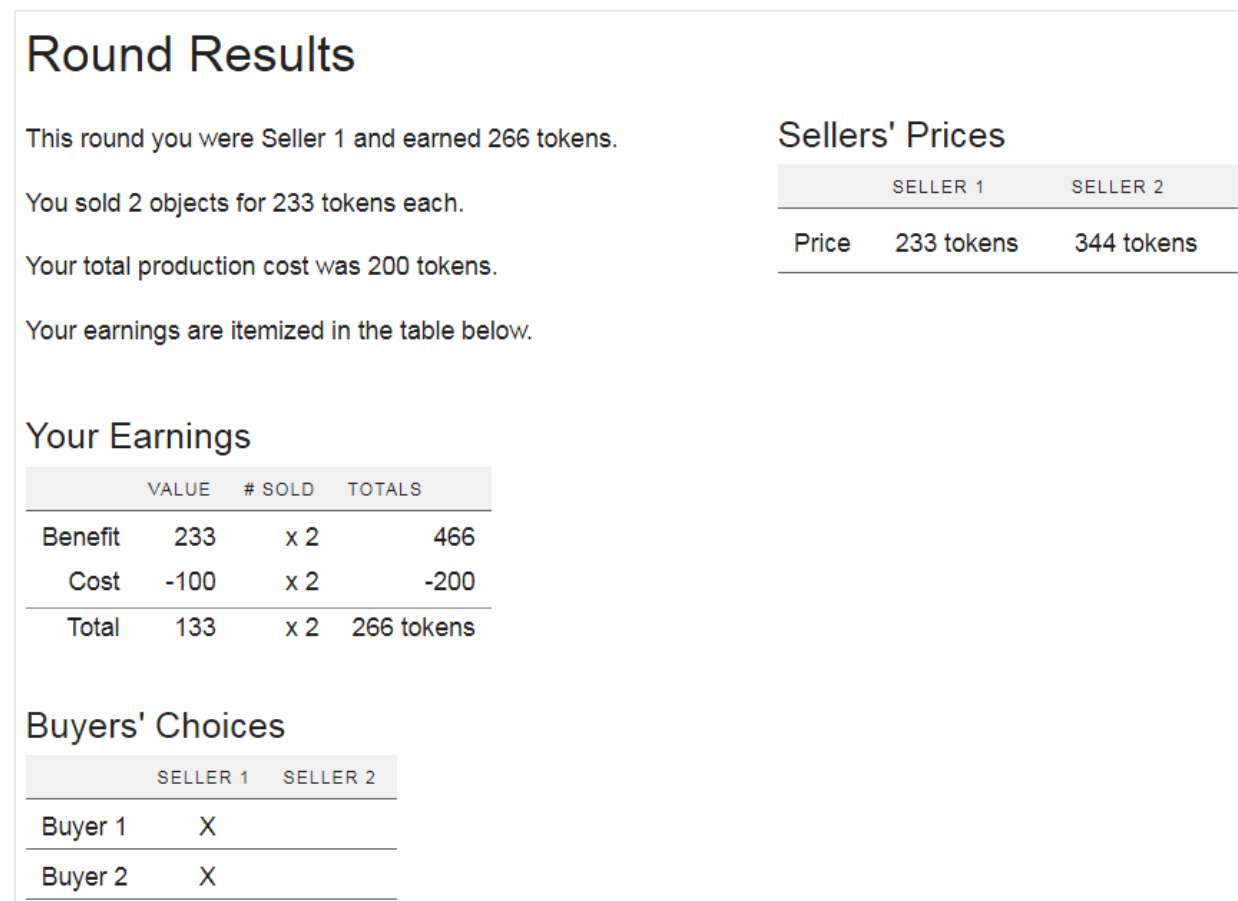 Round Results
This round you were Seller 1 and earned 266 tokens.
You sold 2 objects for 233 tokens each.
Your total production cost was 200 tokens.
Your earnings are itemized in the table below.
Sellers' Prices
SELLER 1 SELLER 2
Price 233 tokens 344 tokens
Your Earnings
VALUE # SOLD TOTALS
Benefit 233 x 2 466
Cost -100 x 2 -200
Total 133 x 2 266 tokens
Buyers' Choices
SELLER 1 SELLER 2
Buyer 1 X
Buyer 2 X